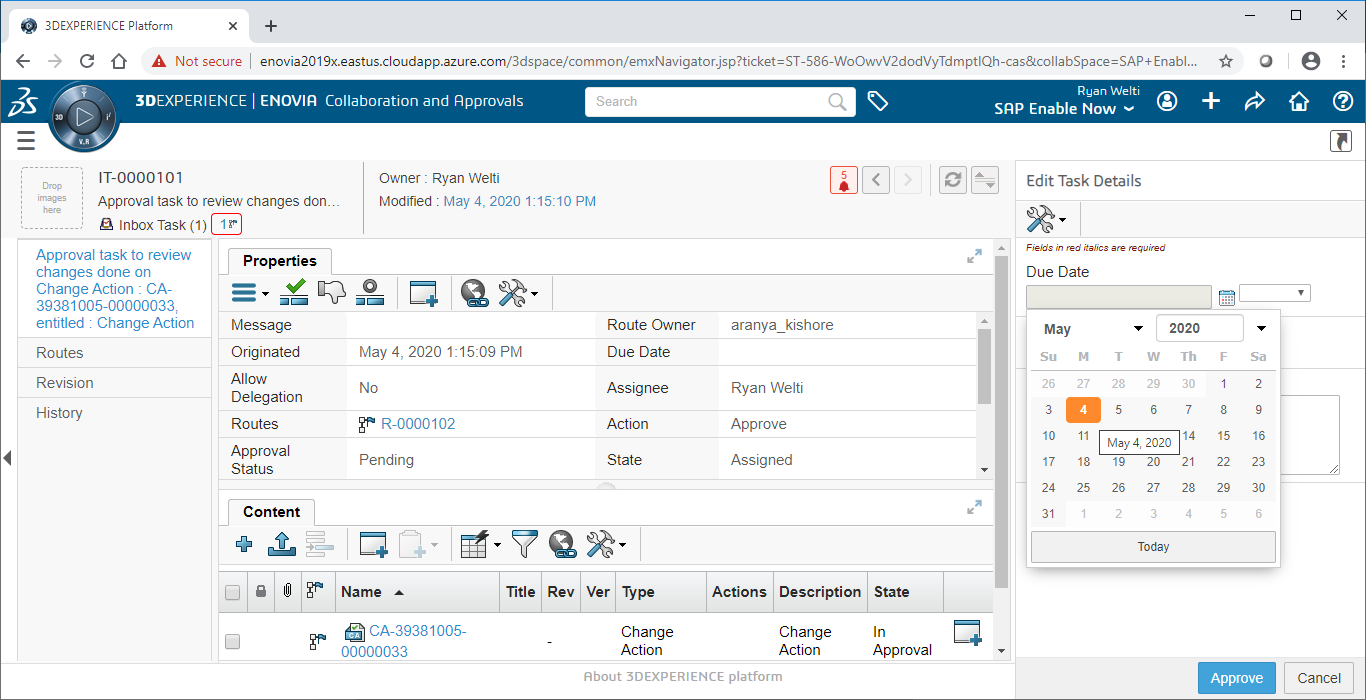 3DEXPERIENCE Platform
Not secure
enovia2019x.eastus.cloudapp.azure.com/3dspace/common/emxNavigator.jsp?ticket=ST-586-WoOwvV2dodVyTdmptIQh-cas&collabSpace=SAP+Enabl...
3DEXPERIENCE | ENOVIA Collaboration and Approvals
Search
Ryan Welti
SAP Enable Now
3D
V.R
Drop images here
IT-0000101
Approval task to review changes don...
Inbox Task (1)
1
Owner : Ryan Welti
Modified : May 4, 2020 1:15:10 PM
5
Approval task to review
changes done on
Change Action : CA-
39381005-00000033,
entitled : Change Action
Routes
Revision
History
Properties
Message
Route Owner aranya_kishore
Originated May 4, 2020 1:15:09 PM Due Date
Allow Delegation No Assignee Ryan Welti
Routes R-0000102 Action Approve
Approval Status Pending State Assigned
Content
Name Title Rev Ver Type Actions Description State
CA
CA-39381005-
00000033
-
Change Action
Change Action
In Approval
About 3DEXPERIENCE platform
Edit Task Details
Fields in red italics are required
Due Date
May 2020
Su M T W Th F Sa
26 27 28 29 30 1 2
3 4 5 6 7 8 9
10 11 14 15 16
May 4, 2020
17 18 19 20 21 22 23
24 25 26 27 28 29 30
31 1 2 3 4 5 6
Today
Approve Cancel